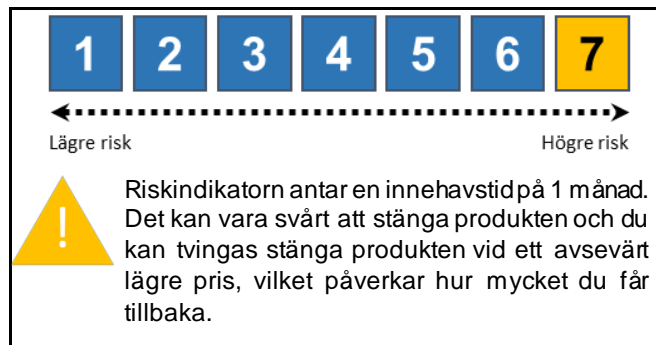 1 2 3 4 5 6 7
Lägre risk Högre risk
!
Riskindikatorn antar en innehavstid på 1 månad.
Det kan vara svårt att stänga produkten och du
kan tvingas stänga produkten vid ett avsevärt
lägre pris, vilket påverkar hur mycket du får
tillbaka.